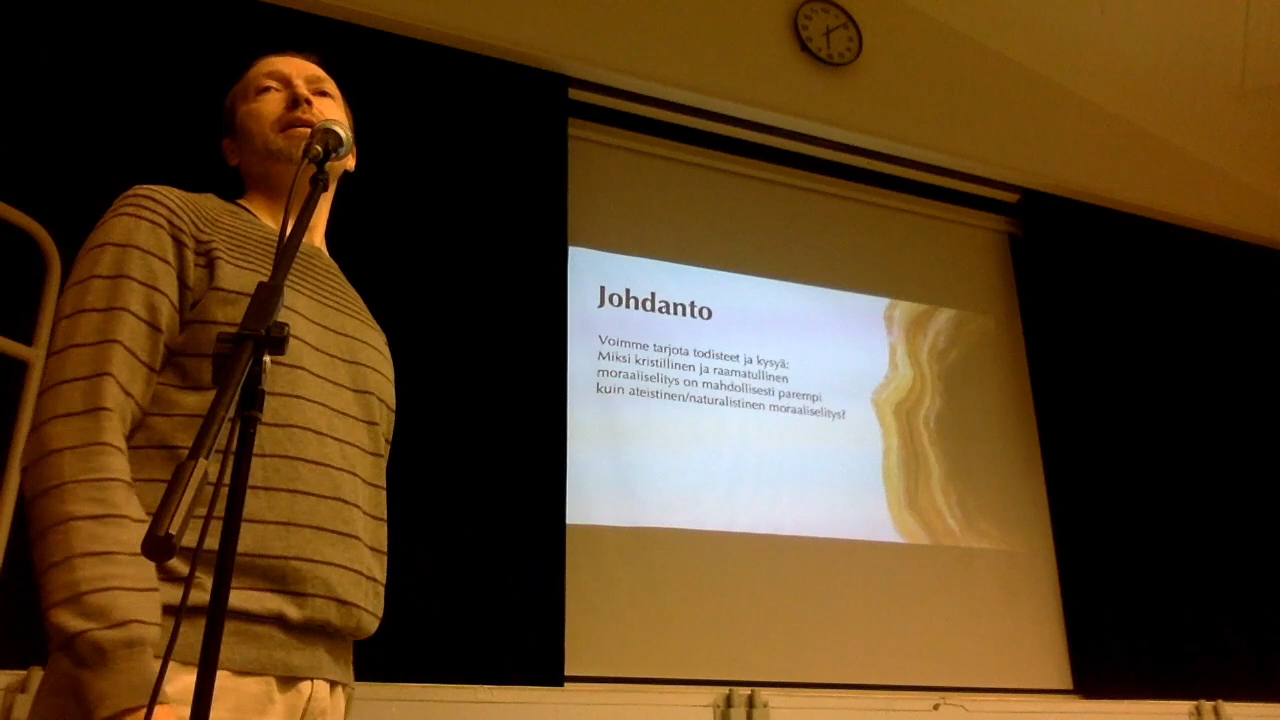 Johdanto
Voimme tarjota todisteet ja kysyä:
Miksi kristillinen ja raamatullinen
moraaliselitys on mahdollisesti parempi
kuin ateistinen/naturalistinen moraaliselitys?